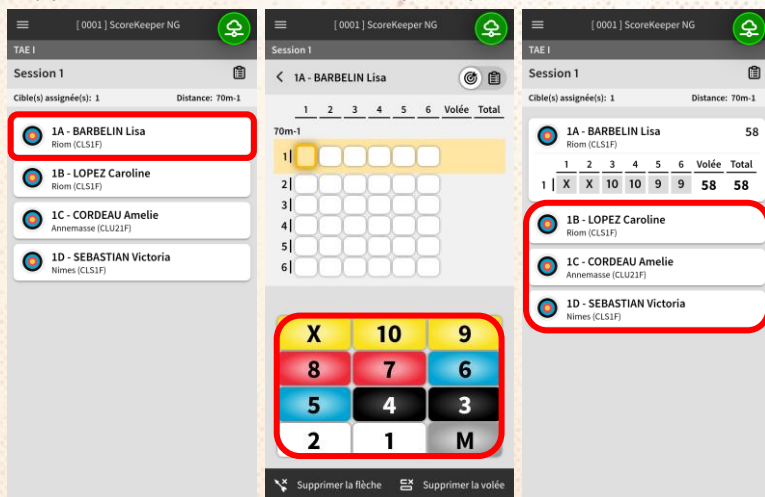 [ 0001 ] ScoreKeeper NG
TAE I
Session 1
Cible(s) assignée(s): 1 Distance: 70m-1
1A - BARBELIN Lisa
Riom (CLS1F)
1B - LOPEZ Caroline
Riom (CLS1F)
1C - CORDEAU Amelie
Annemasse (CLU21F)
1D - SEBASTIAN Victoria
Nimes (CLS1F)
[ 0001 ] ScoreKeeper NG
Session 1
1A - BARBELIN Lisa
1 2 3 4 5 6 Volée Total
70m-1
1
2
3
4
5
6
X 10 9
8 7 6
5 4 3
2 1 M
Supprimer la flèche Supprimer la volée
[ 0001 ] ScoreKeeper NG
TAE I
Session 1
Cible(s) assignée(s): 1 Distance: 70m-1
1A - BARBELIN Lisa 58
Riom (CLS1F)
1 2 3 4 5 6 Volée Total
1 X X 10 10 9 9 58 58
1B - LOPEZ Caroline
Riom (CLS1F)
1C - CORDEAU Amelie
Annemasse (CLU21F)
1D - SEBASTIAN Victoria
Nimes (CLS1F)